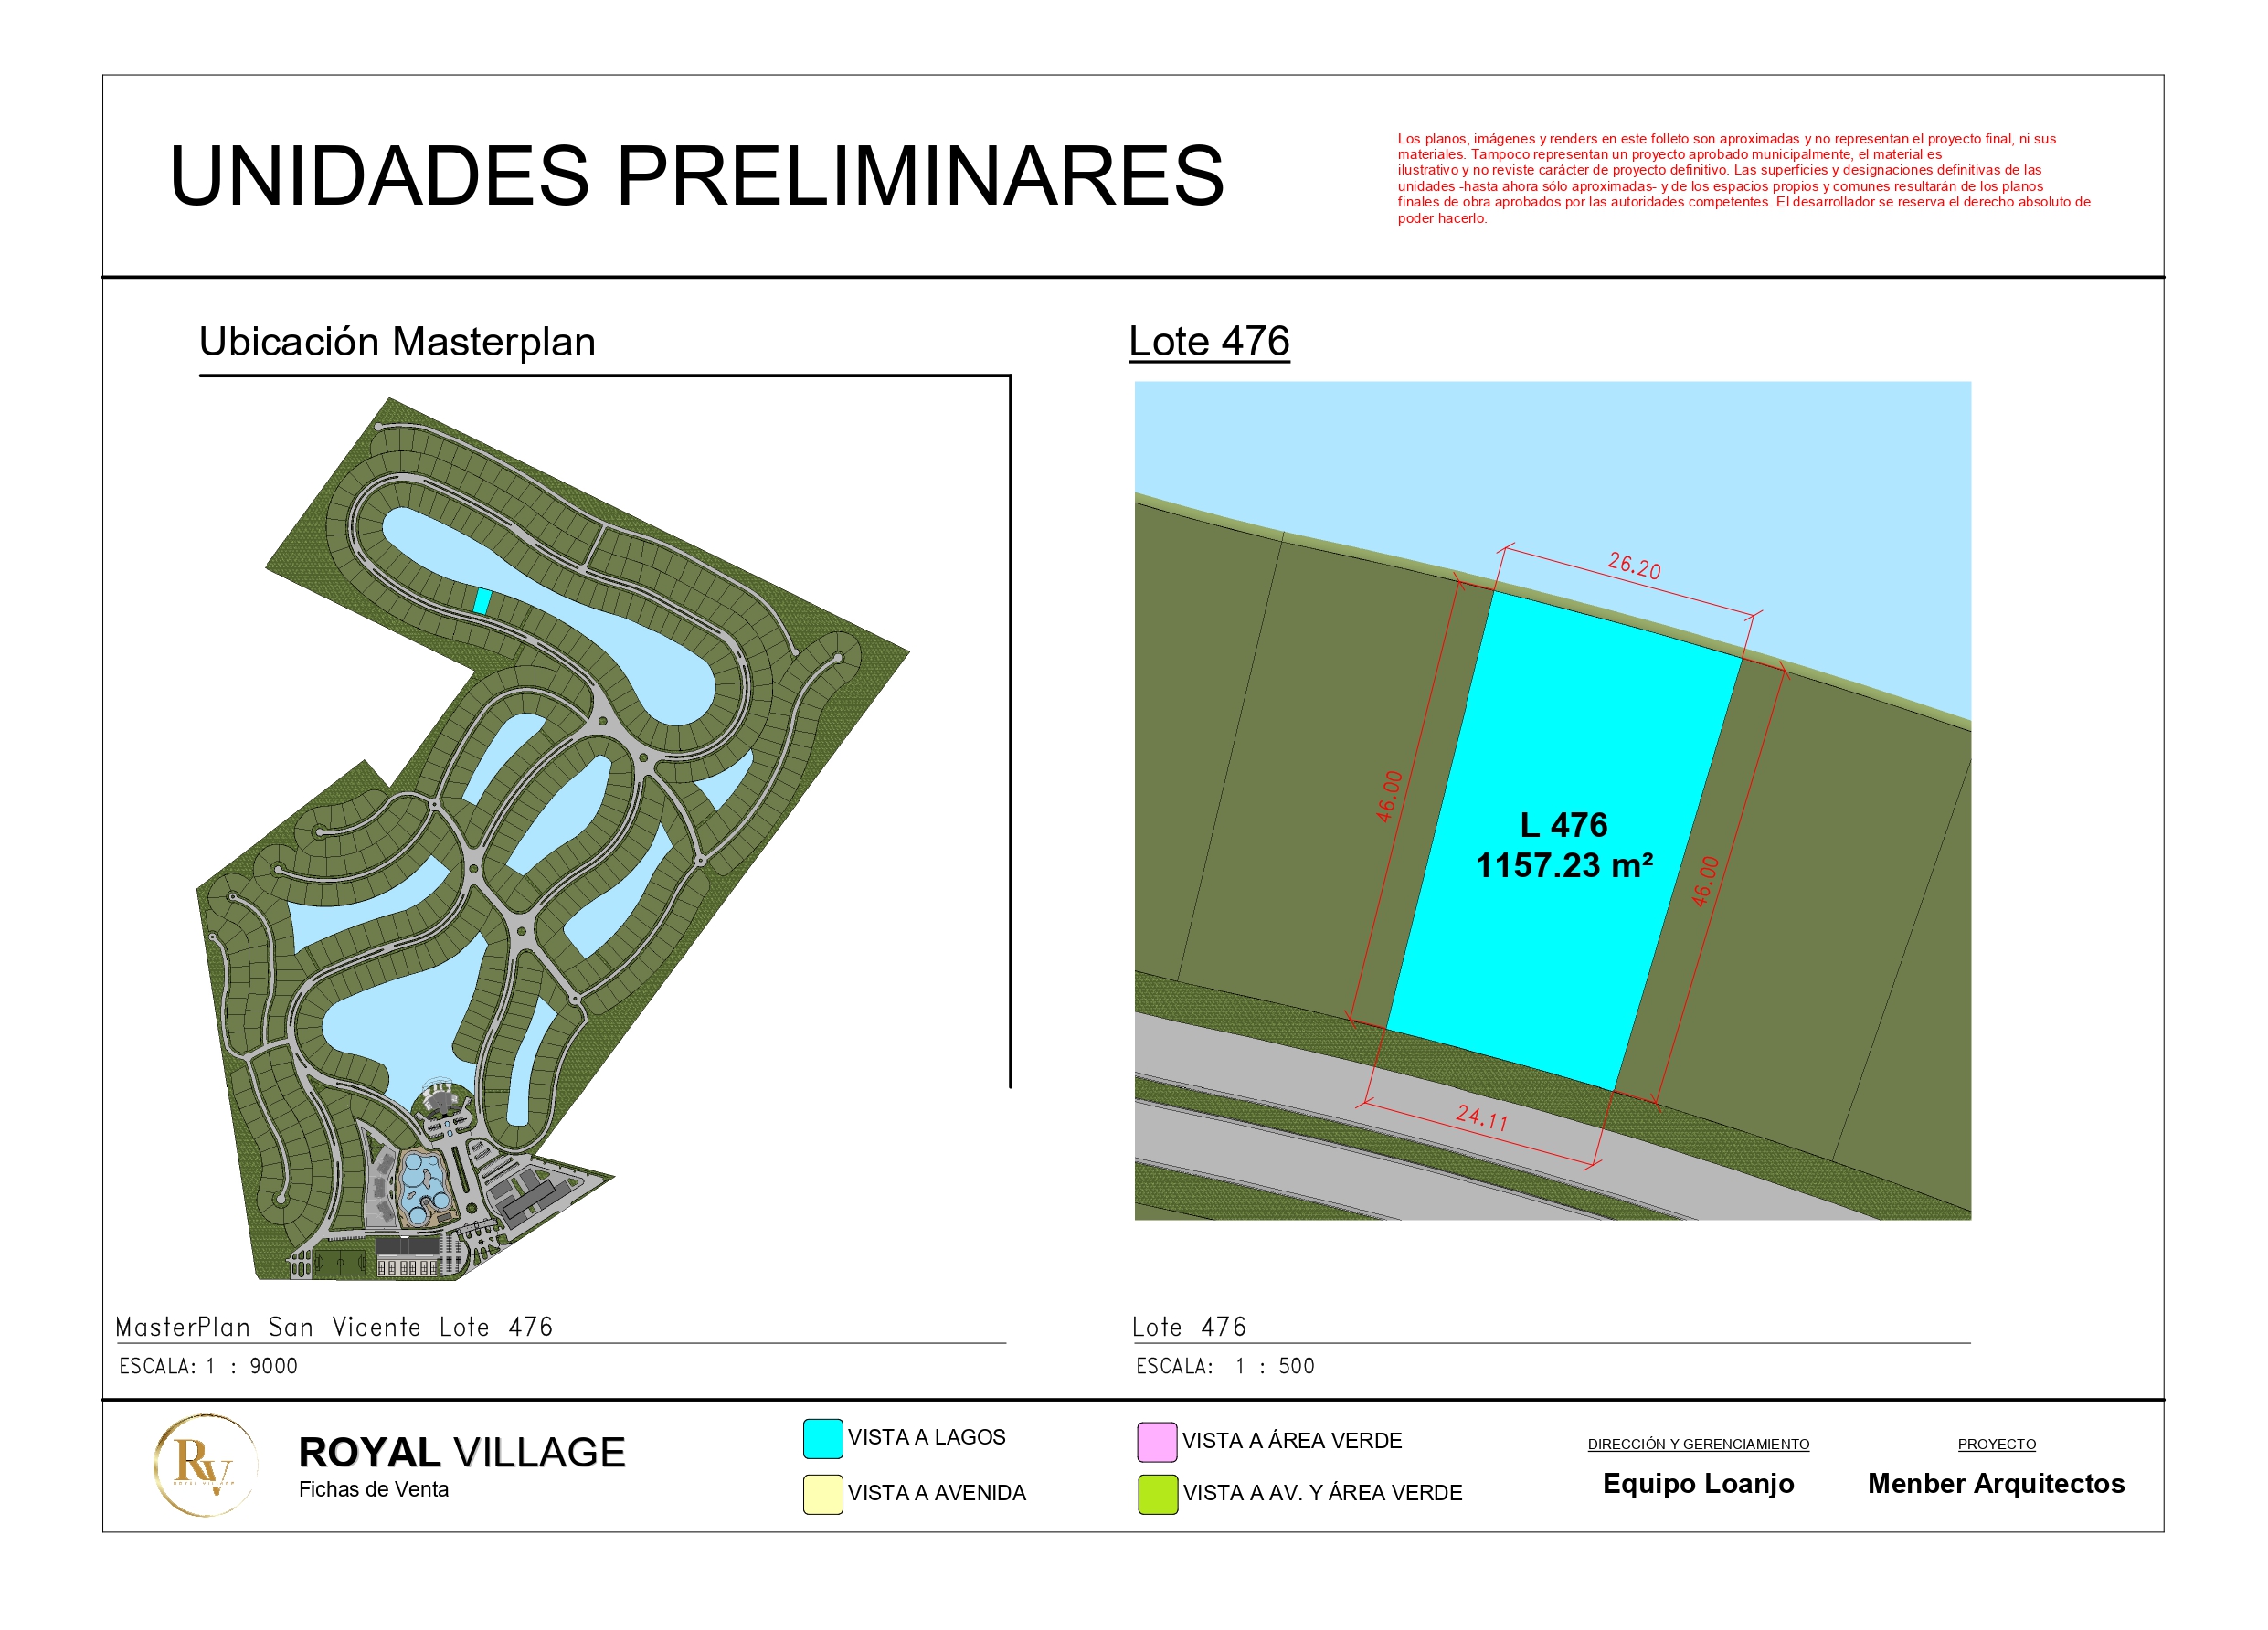 UNIDADES PRELIMINARES
Los planos, imágenes y renders en este folleto son aproximadas y no representan el proyecto final, ni sus
materiales. Tampoco representan un proyecto aprobado municipalmente, el material es
ilustrativo y no reviste carácter de proyecto definitivo. Las superficies y designaciones definitivas de las
unidades -hasta ahora sólo aproximadas- y de los espacios propios y comunes resultarán de los planos
finales de obra aprobados por las autoridades competentes. El desarrollador se reserva el derecho absoluto de
poder hacerlo.
Ubicación Masterplan
Lote 476
26.20
46.00
L 476
1157.23 m²
46.00
24.11
MasterPlan San Vicente Lote 476
ESCALA: 1 : 9000
Lote 476
ESCALA: 1 : 500
RV
ROYAL VILLAGE
ROYAL VILLAGE
Fichas de Venta
VISTA A LAGOS
VISTA A AVENIDA
VISTA A ÁREA VERDE
VISTA A AV. Y ÁREA VERDE
DIRECCIÓN Y GERENCIAMIENTO
Equipo Loanjo
PROYECTO
Menber Arquitectos